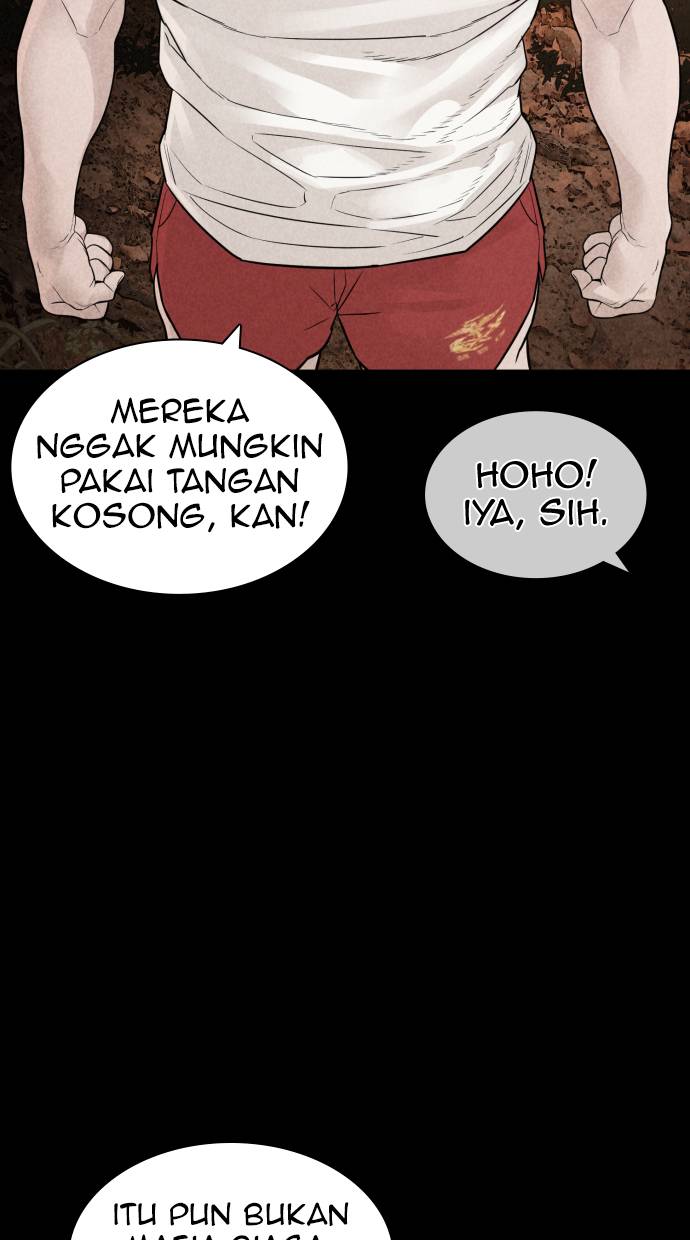 MEREKA
NGGAK MUNGKIN
PAKAI TANGAN
KOSONG, KAN!
HOHO!
IYA, SIH.
ITU PUN BUKAN